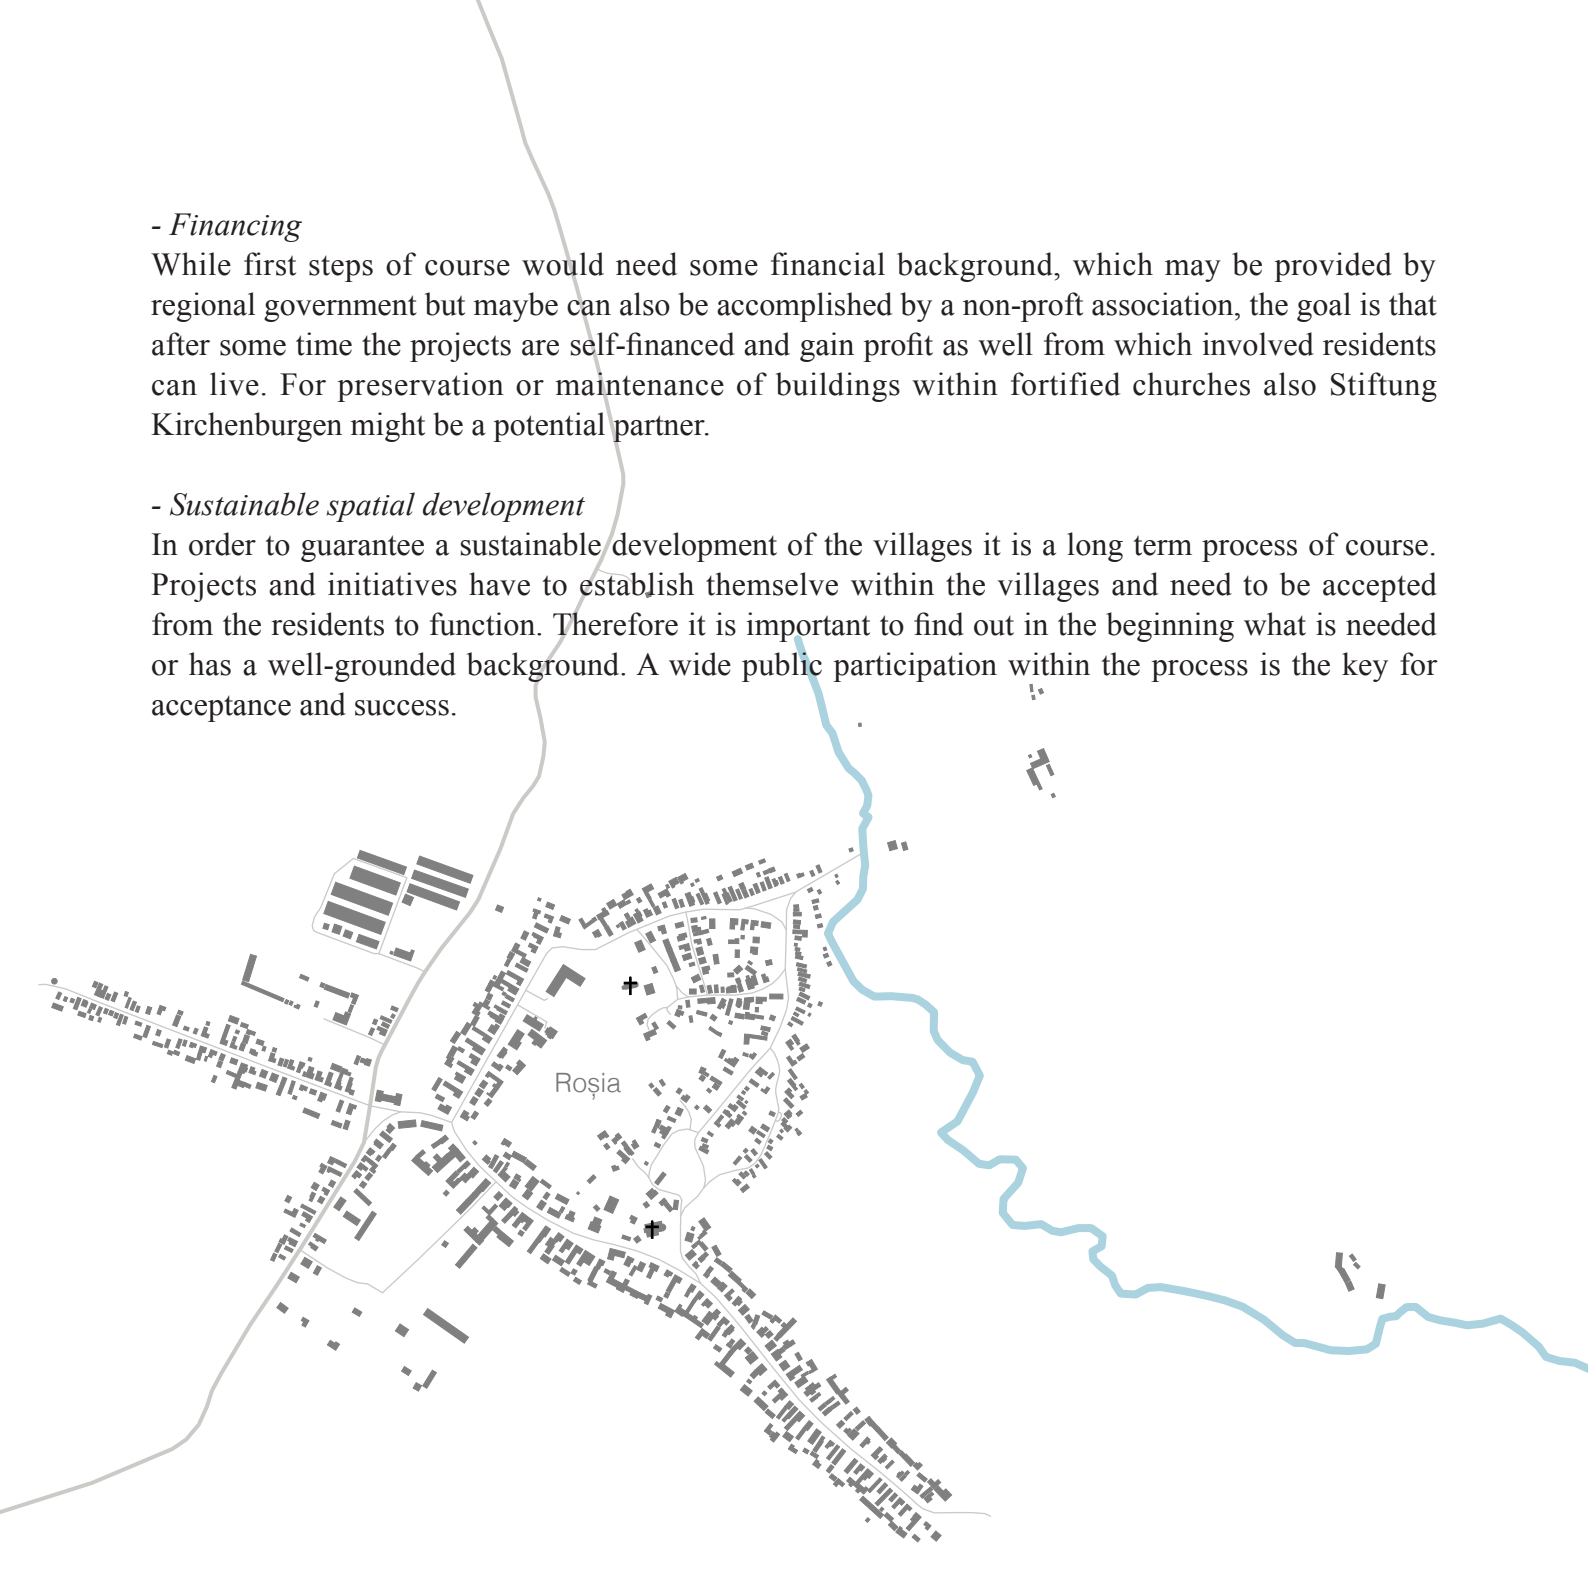 - Financing
While first steps of course would need some financial background, which may be provided by
regional government but maybe can also be accomplished by a non-proft association, the goal is that
after some time the projects are self-financed and gain profit as well from which involved residents
can live. For preservation or maintenance of buildings within fortified churches also Stiftung
Kirchenburgen might be a potential partner.
- Sustainable spatial development
In order to guarantee a sustainable development of the villages it is a long term process of course.
Projects and initiatives have to establish themselve within the villages and need to be accepted
from the residents to function. Therefore it is important to find out in the beginning what is needed
or has a well-grounded background. A wide public participation within the process is the key for
acceptance and success.
Roșia